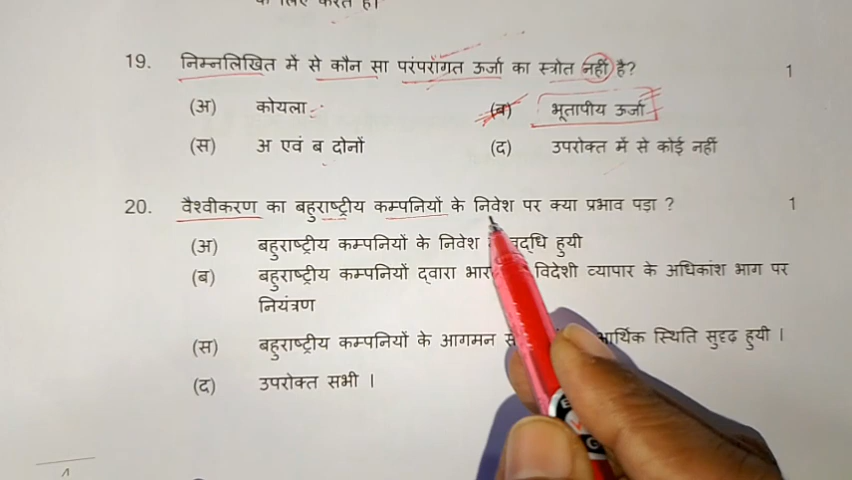 के लिए करते है।
19. निम्नलिखित में से कौन सा परंपरागत ऊर्जा का स्त्रोत नहीं है? 1
(अ) कोयला (ब) भूतापीय ऊर्जा
(स) अ एवं ब दोनों (द) उपरोक्त में से कोई नहीं
20. वैश्वीकरण का बहुराष्ट्रीय कम्पनियों के निवेश पर क्या प्रभाव पड़ा ? 1
(अ) बहुराष्ट्रीय कम्पनियों के निवेश वृद्धि हुयी
(ब) बहुराष्ट्रीय कम्पनियों द्वारा विदेशी व्यापार के अधिकांश भाग पर
नियंत्रण
(स) बहुराष्ट्रीय कम्पनियों के आगमन आर्थिक स्थिति सुदृढ़ हुयी ।
(द) उपरोक्त सभी ।